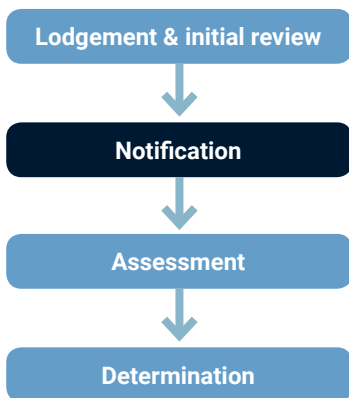 Lodgement & initial review
Notification
Assessment
Determination